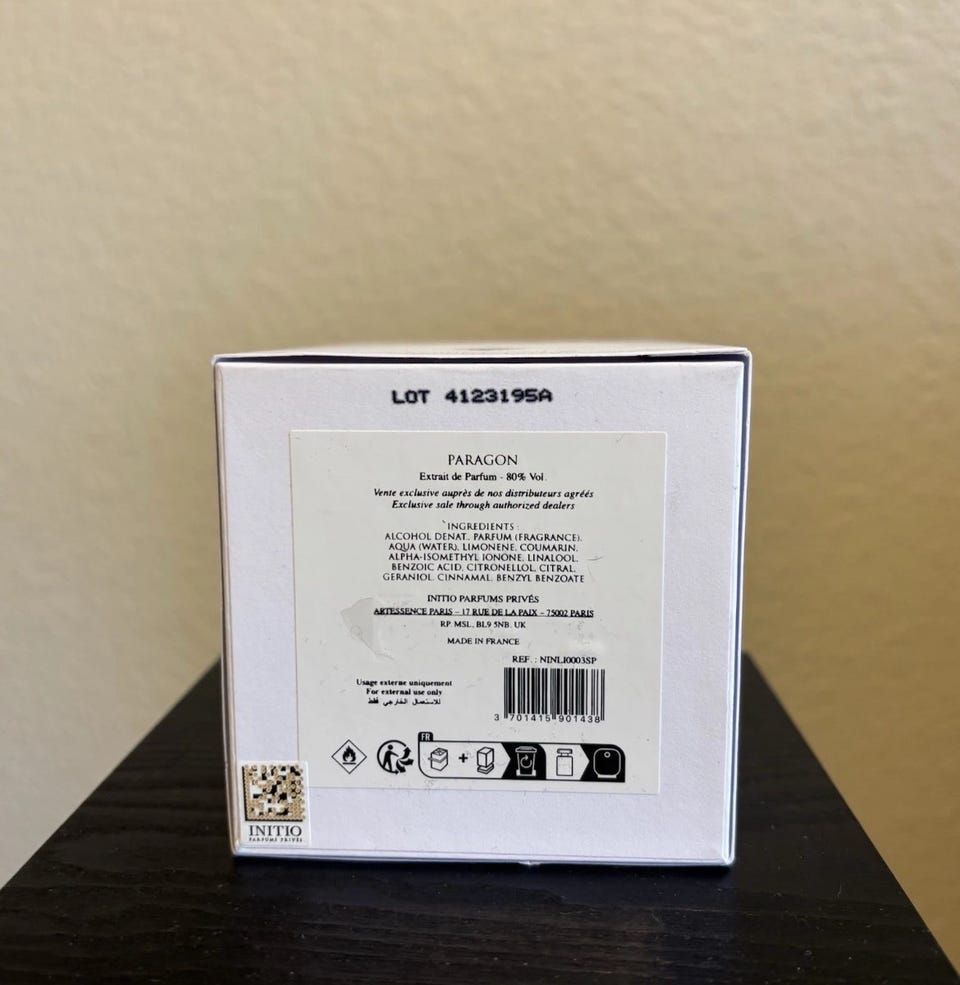 LOT 4123195A
PARAGON
Extrait de Parfum - 80% Vol.
Vente exclusive auprès de nos distributeurs agréés
Exclusive sale through authorized dealers
INGREDIENTS :
ALCOHOL DENAT., PARFUM (FRAGRANCE),
AQUA (WATER), LIMONENE, COUMARIN,
ALPHA-ISOMETHYL IONONE, LINALOOL,
BENZOIC ACID, CITRONELLOL, CITRAL,
GERANIOL, CINNAMAL, BENZYL BENZOATE
INITIO PARFUMS PRIVÉS
ARTESSENCE PARIS – 17 RUE DE LA PAIX – 75002 PARIS
RP. MSL, BL9 5NB. UK
MADE IN FRANCE
REF. : NINLI0003SP
Usage externe uniquement
For external use only
للاستعمال الخارجي فقط
3 701415 901438
FR
INITIO
PARFUMS PRIVÉS